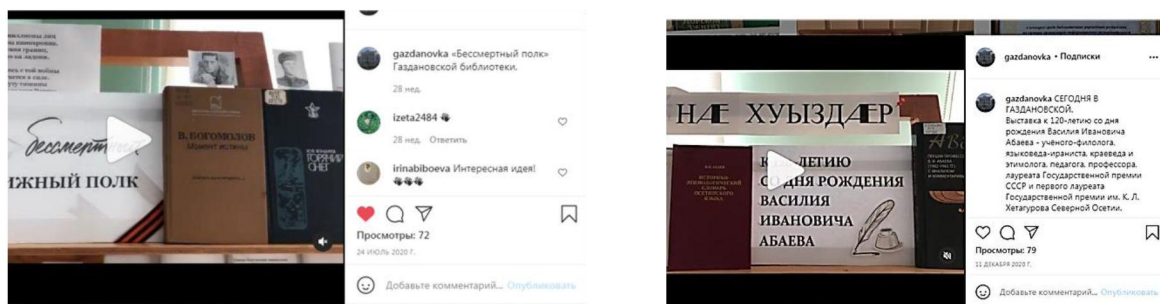 ИЖНЫЙ ПОЛК
В. БОГОМОЛОВ
Момент истины
ГОРЯЧИЙ
СНЕГ
gazdanovka «Бессмертный полк»
Газдановской библиотеки.
28 нед.
izeta2484
28 нед. Ответить
irinabiboeva Интересная идея!
Просмотры: 72
24 ИЮЛЬ 2020 Г.
Добавьте комментарий... Опубликовать
НÆ ХУЫЗДÆР
ЛЕТИЮ
СО ДНЯ РОЖДЕНИЯ
ВАСИЛИЯ
ИВАНОВИЧА
АБАЕВА
gazdanovka • Подписки
gazdanovka СЕГОДНЯ В
ГАЗДАНОВСКОЙ.
Выставка к 120-летию со дня
рождения Василия Ивановича
Абаева - учёного-филолога,
языковеда-ираниста, краеведа и
этимолога, педагога, профессора,
лауреата Государственной премии
СССР и первого лауреата
Государственной премии им. К. Л.
Хетагурова Северной Осетии.
Просмотры: 79
11 ДЕКАБРЯ 2020 Г.
Добавьте комментарий... Опубликовать